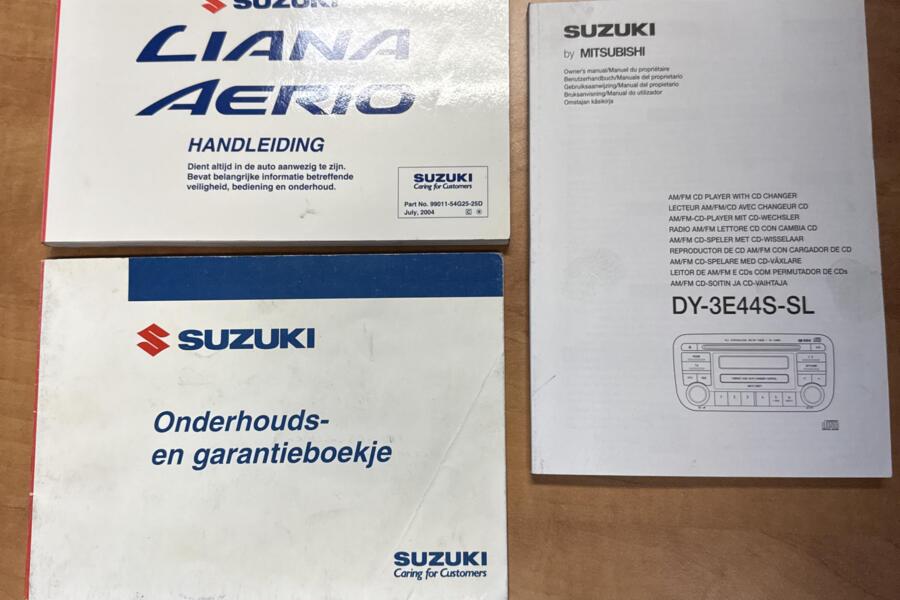 SUZUKI
LIANA
AERIO
HANDLEIDING
Dient altijd in de auto aanwezig te zijn.
Bevat belangrijke informatie betreffende
veiligheid, bediening en onderhoud.
SUZUKI
Caring for Customers
Part No. 99011-54G25-25D
July, 2004
SUZUKI
Onderhouds-
en garantieboekje
SUZUKI
Caring for Customers
SUZUKI
by MITSUBISHI
Owner's manual/Manuel du propriétaire
Benutzerhandbuch/Manuale del proprietario
Gebruiksaanwijzing/Manual del propietario
Bruksanvisning/Manual do utilizador
Omistajan käsikirja
AM/FM CD PLAYER WITH CD CHANGER
LECTEUR AM/FM/CD AVEC CHANGEUR CD
AM/FM-CD-PLAYER MIT CD-WECHSLER
RADIO AM/FM LETTORE CD CON CAMBIA CD
AM/FM CD-SPELER MET CD-WISSELAAR
REPRODUCTOR DE CD AM/FM CON CARGADOR DE CD
AM/FM CD-SPELARE MED CD-VÄXLARE
LEITOR DE AM/FM E CDs COM PERMUTADOR DE CDs
AM/FM CD-SOITIN JA CD-VAIHTAJA
DY-3E44S-SL